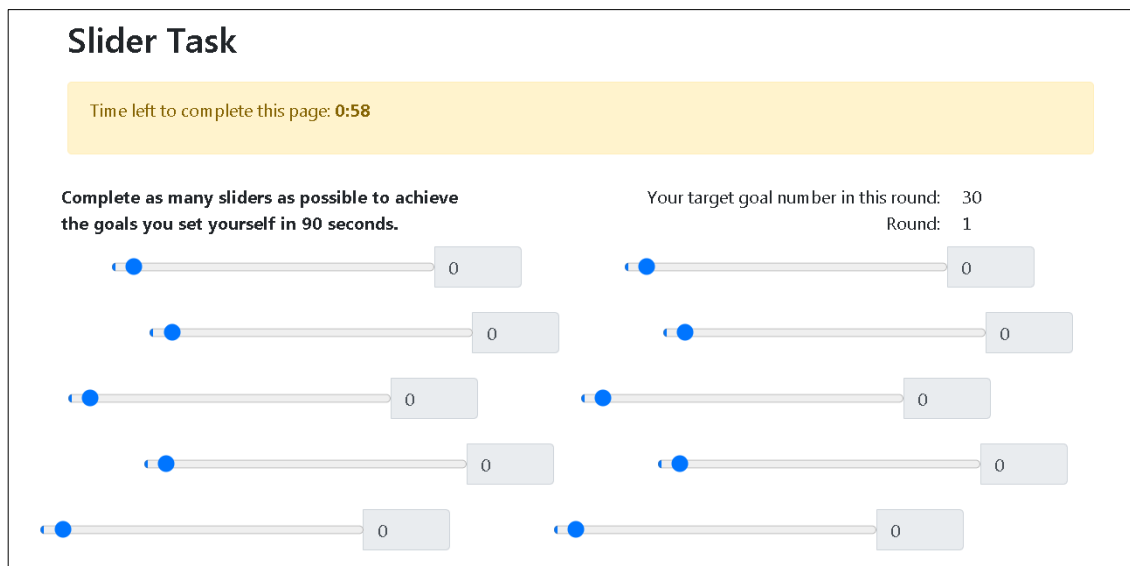 Slider Task
Time left to complete this page: 0:58
Complete as many sliders as possible to achieve
the goals you set yourself in 90 seconds.
Your target goal number in this round: 30
Round: 1
0 0
0 0
0 0
0 0
0 0